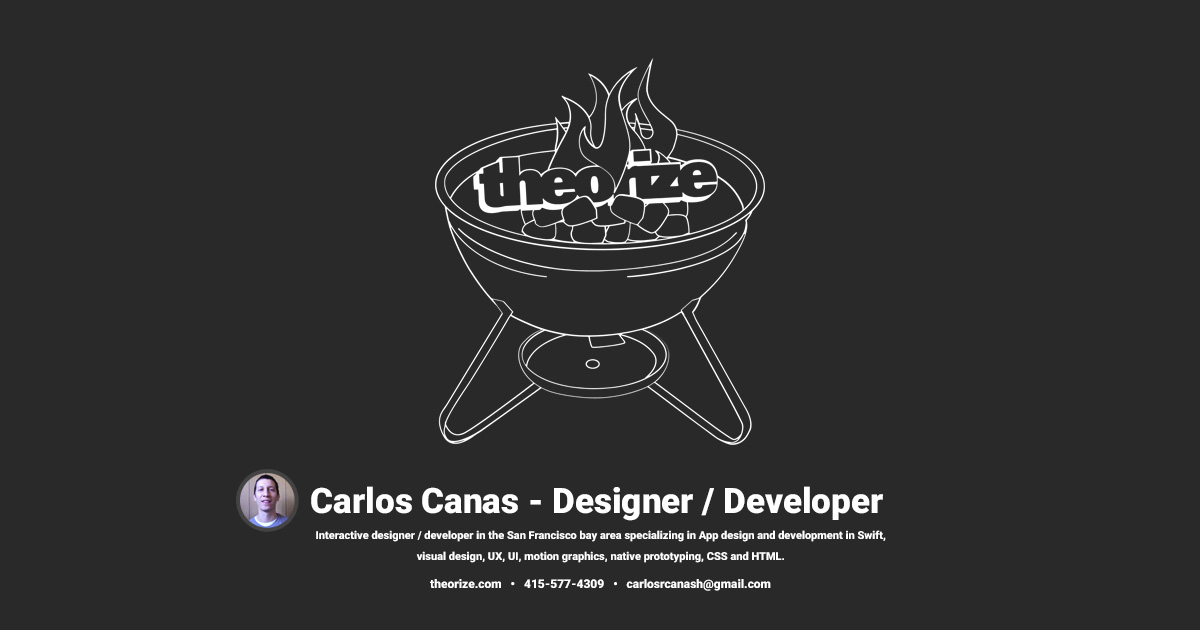 theorize
Carlos Canas - Designer / Developer
Interactive designer / developer in the San Francisco bay area specializing in App design and development in Swift,
visual design, UX, UI, motion graphics, native prototyping, CSS and HTML.
theorize.com • 415-577-4309 • carlosrcanash@gmail.com